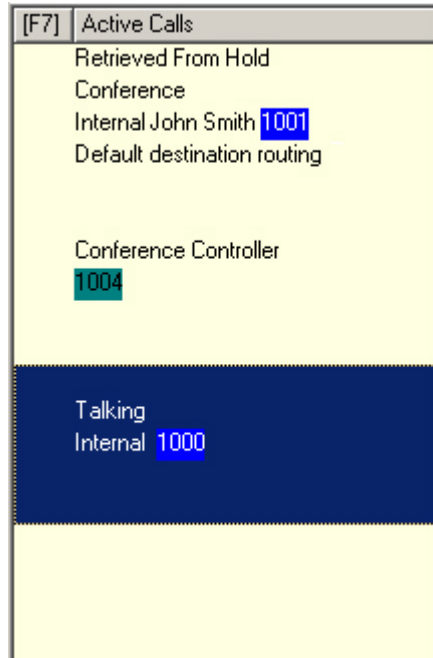 [F7] Active Calls
Retrieved From Hold
Conference
Internal John Smith 1001
Default destination routing
Conference Controller
1004
Talking
Internal 1000